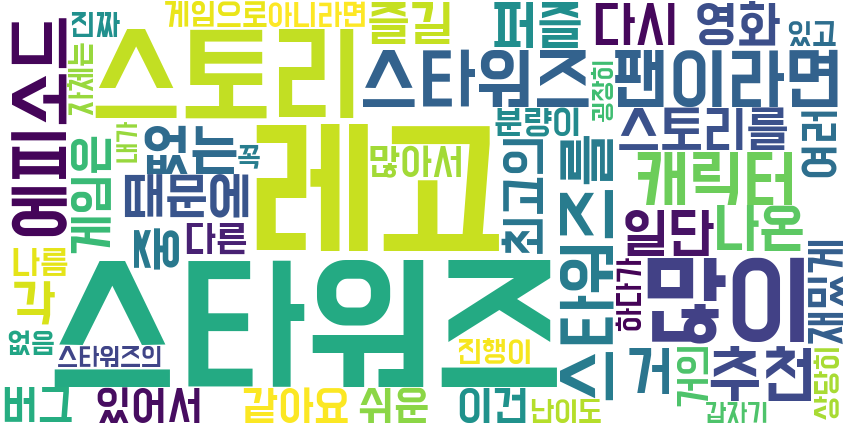 진짜
게임으로
아니라면
즐길
퍼즐
다시
영화
있고
에피소드
자체는
스토리
스타워즈
팬이라면
굉장히
게임은
내가
없는
꼭
많아서
분량이
스토리를
여러
때문에
레고
최고의
스타워즈를
캐릭터
중
다른
일단
나온
나름
각
스타워즈
하다가
많이
재밌게
없음
스타워즈의
진행이
거
거의
추천
상당히
버그
있어서
같아요
쉬운
이건
난이도
갑자기